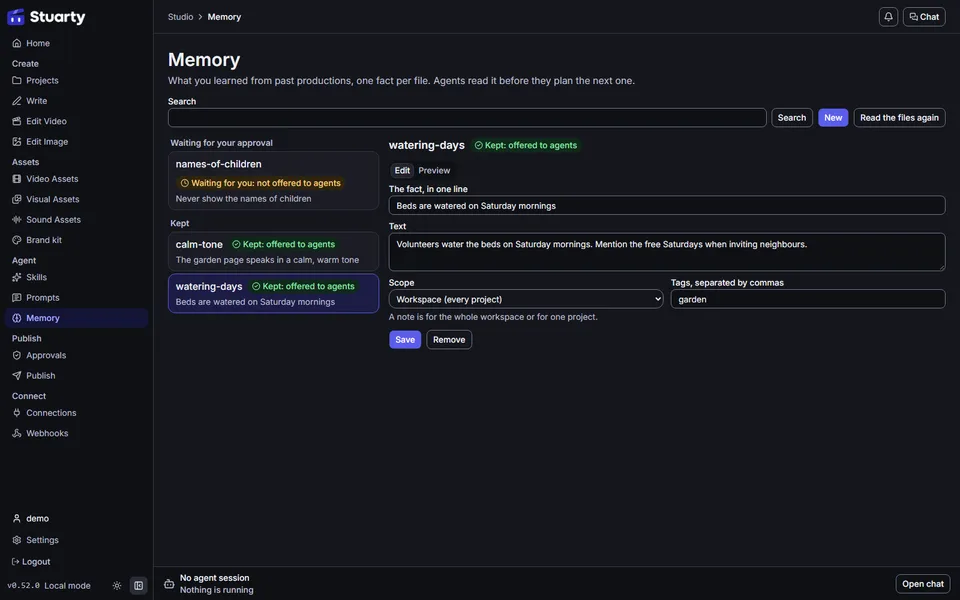 Stuarty
Studio > Memory
Chat
Home
Create
Projects
Write
Edit Video
Edit Image
Assets
Video Assets
Visual Assets
Sound Assets
Brand kit
Agent
Skills
Prompts
Memory
Publish
Approvals
Publish
Connect
Connections
Webhooks
demo
Settings
Logout
v0.52.0 Local mode
Memory
What you learned from past productions, one fact per file. Agents read it before they plan the next one.
Search
Search
New
Read the files again
Waiting for your approval
names-of-children
Waiting for you: not offered to agents
Never show the names of children
Kept
calm-tone Kept: offered to agents
The garden page speaks in a calm, warm tone
watering-days Kept: offered to agents
Beds are watered on Saturday mornings
watering-days Kept: offered to agents
Edit Preview
The fact, in one line
Beds are watered on Saturday mornings
Text
Volunteers water the beds on Saturday mornings. Mention the free Saturdays when inviting neighbours.
Scope
Workspace (every project)
A note is for the whole workspace or for one project.
Tags, separated by commas
garden
Save
Remove
No agent session
Nothing is running
Open chat